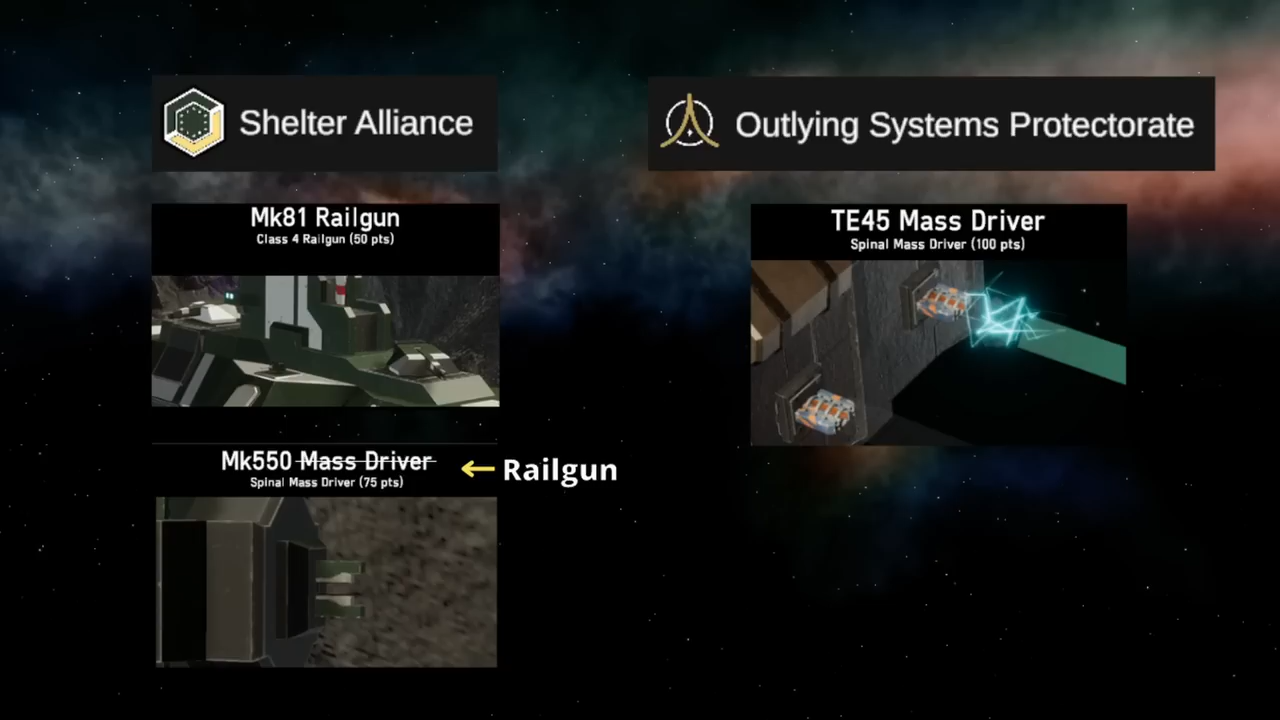 Shelter Alliance
Outlying Systems Protectorate
Mk81 Railgun
Class 4 Railgun (50 pts)
TE45 Mass Driver
Spinal Mass Driver (100 pts)
Mk550 Mass Driver
Spinal Mass Driver (75 pts)
Railgun